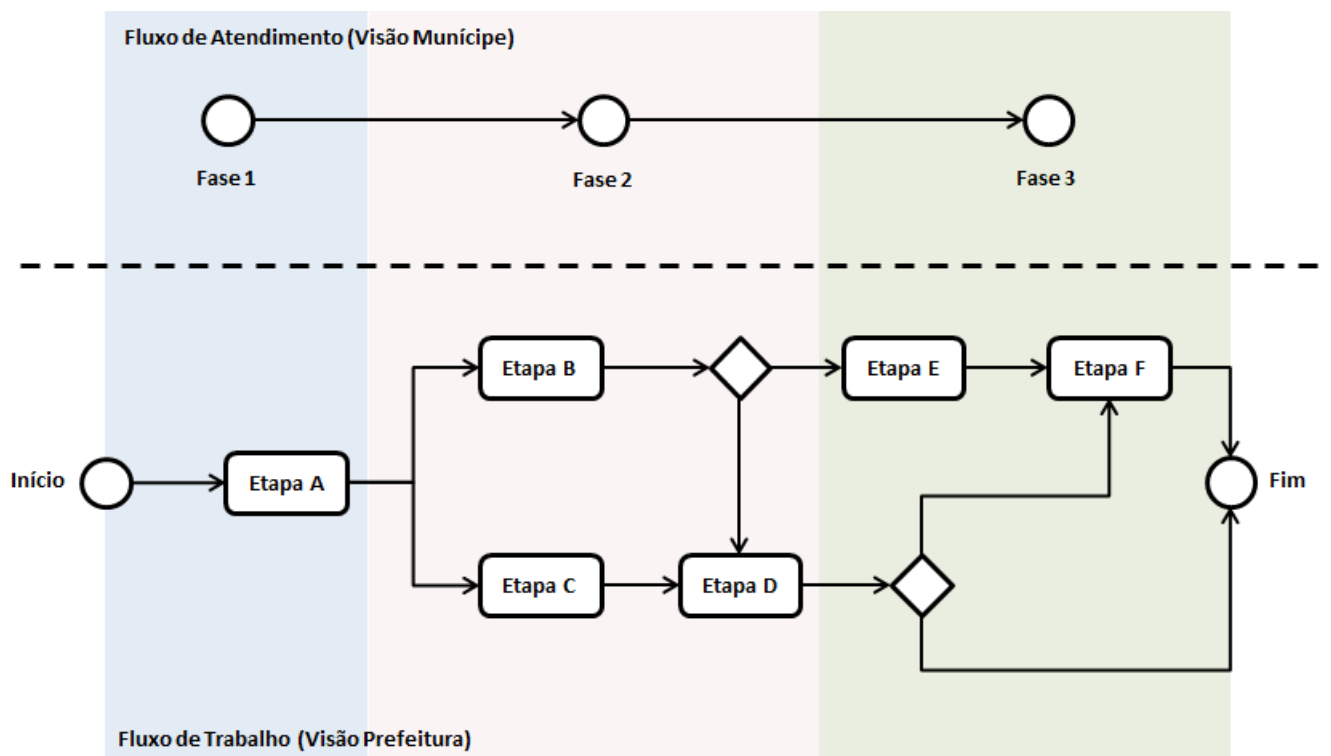 Fluxo de Atendimento (Visão Munícipe)
Fase 1
Fase 2
Fase 3
Etapa B
Etapa E
Etapa F
Início
Etapa A
Fim
Etapa C
Etapa D
Fluxo de Trabalho (Visão Prefeitura)